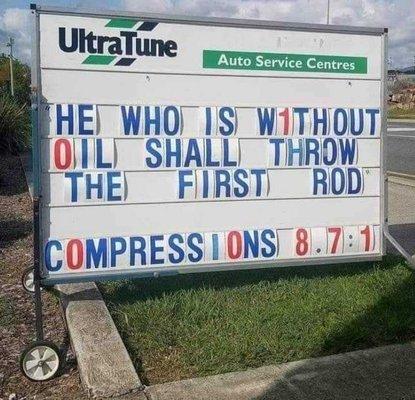 UltraTune
Auto Service Centres
"HE WHO IS W1THOUT
OIL SHALL THROW
THE FIRST ROD"
COMPRESSIONS 8.7:1